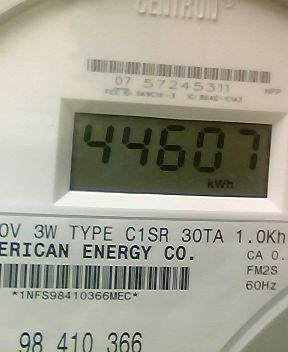 CENTRON®
07 57245311
HPP
44607
kWh
0V 3W TYPE C1SR 30TA 1.0Kh
ERICAN ENERGY CO.
CA 0.
FM2S
*1NFS98410366MEC*
60Hz
98 410 366